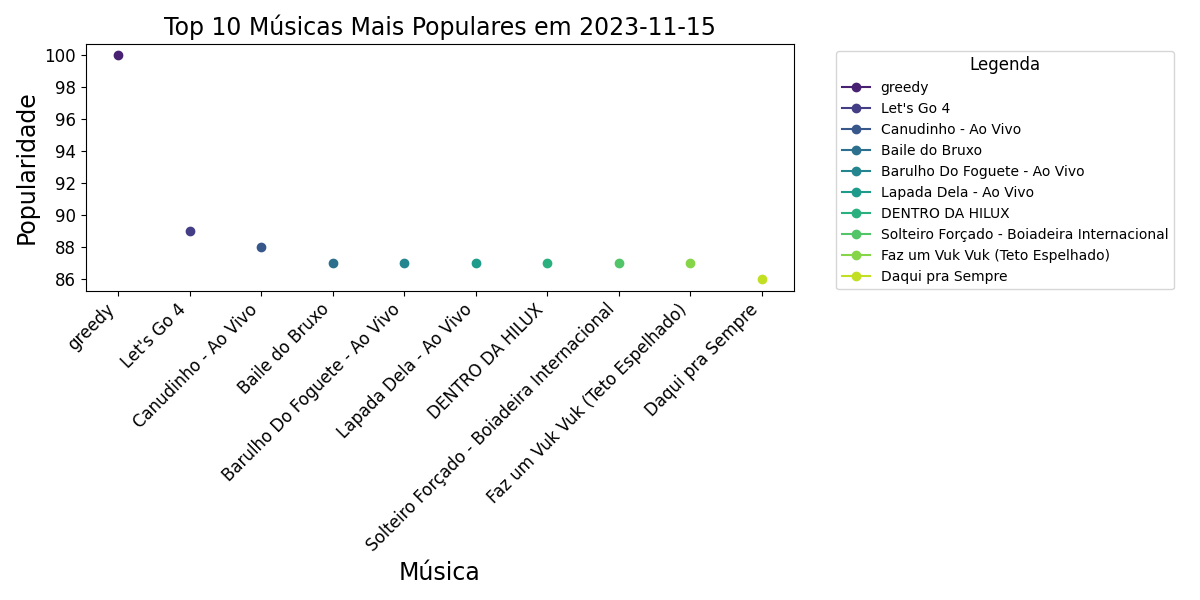 Top 10 Músicas Mais Populares em 2023-11-15
Popularidade
100
98
96
94
92
90
88
86
greedy
Let's Go 4
Canudinho - Ao Vivo
Baile do Bruxo
Barulho Do Foguete - Ao Vivo
Lapada Dela - Ao Vivo
DENTRO DA HILUX
Solteiro Forçado - Boiadeira Internacional
Faz um Vuk Vuk (Teto Espelhado)
Daqui pra Sempre
Música
Legenda
greedy
Let's Go 4
Canudinho - Ao Vivo
Baile do Bruxo
Barulho Do Foguete - Ao Vivo
Lapada Dela - Ao Vivo
DENTRO DA HILUX
Solteiro Forçado - Boiadeira Internacional
Faz um Vuk Vuk (Teto Espelhado)
Daqui pra Sempre